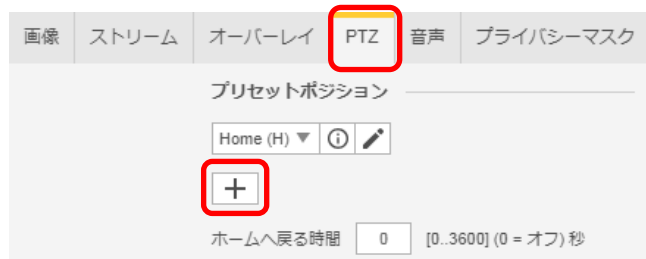 画像 ストリーム オーバーレイ PTZ 音声 プライバシーマスク
プリセットポジション
Home (H)
ホームへ戻る時間 0 [0..3600] (0 = オフ) 秒